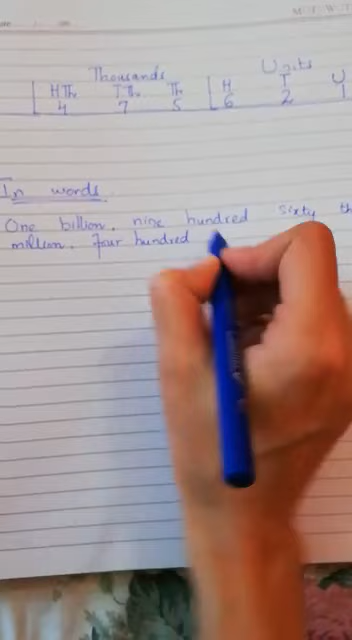 M T W T
Thousands Units
H Th T Th Th H T U
4 7 5 6 2 1
In words
One billion, nine hundred sixty th
million, four hundred